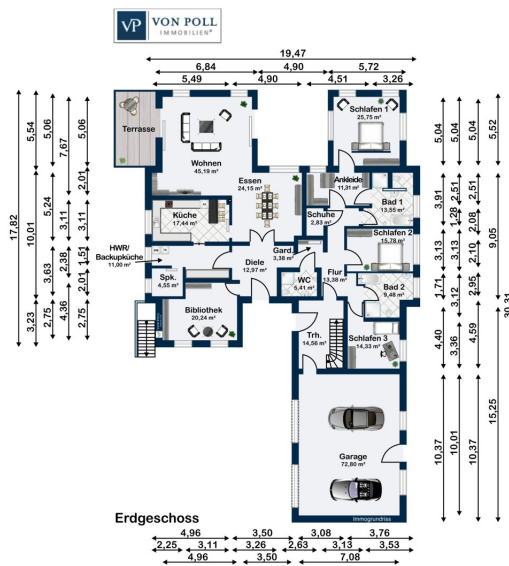 VP VON POLL
IMMOBILIEN®
19,47
6,84 4,90 5,72
5,49 4,90 4,51 3,26
Terrasse
Wohnen
45,19 m²
Essen
24,15 m²
Küche
17,44 m²
HWR/
Backupküche
11,00 m²
Spk.
4,55 m²
Bibliothek
20,24 m²
Diele
12,97 m²
Gard.
3,38 m²
WC
5,41 m²
Schuhe
2,83 m²
Ankleide
11,31 m²
Schlafen 1
25,75 m²
Bad 1
13,55 m²
Schlafen 2
15,78 m²
Flur
13,38 m²
Bad 2
9,48 m²
Trh.
14,56 m²
Schlafen 3
14,33 m²
Garage
72,80 m²
Immogrundriss
17,82
5,54 10,01 3,23
5,06 5,24 3,63 2,75
7,67 3,11 2,38 4,36
5,06 2,01 3,11 1,51 2,01 2,75
5,04 3,91 3,13 1,71 4,40 10,37
5,04 2,51 1,28 3,13 3,12 3,36 10,01
5,04 2,51 2,08 2,10 2,95 4,59 10,37
5,52 9,05 15,25
Erdgeschoss
4,96 3,50 3,08 3,76
2,25 3,11 3,26 2,63 3,13 3,53
4,96 3,50 7,08